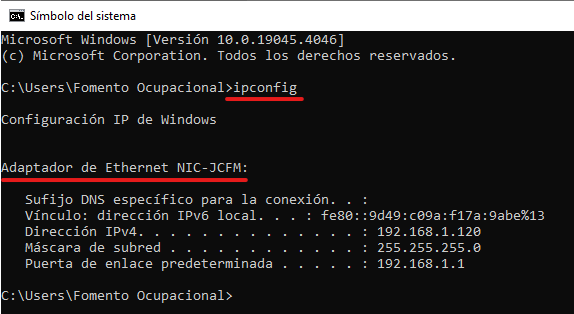 Símbolo del sistema
Microsoft Windows [Versión 10.0.19045.4046]
(c) Microsoft Corporation. Todos los derechos reservados.
C:\Users\Fomento Ocupacional>ipconfig
Configuración IP de Windows
Adaptador de Ethernet NIC-JCFM:
Sufijo DNS específico para la conexión. . :
Vínculo: dirección IPv6 local. . . : fe80::9d49:c09a:f17a:9abe%13
Dirección IPv4. . . . . . . . . . . . . . : 192.168.1.120
Máscara de subred . . . . . . . . . . . . : 255.255.255.0
Puerta de enlace predeterminada . . . . . : 192.168.1.1
C:\Users\Fomento Ocupacional>